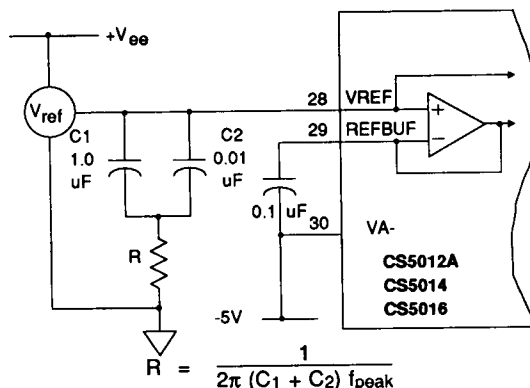 +Vee
Vref
C1
1.0
uF
C2
0.01
uF
28 VREF
29 REFBUF
+
−
0.1 uF
30 VA-
R
CS5012A
CS5014
CS5016
-5V
R = 1 / 2π (C1 + C2) fpeak